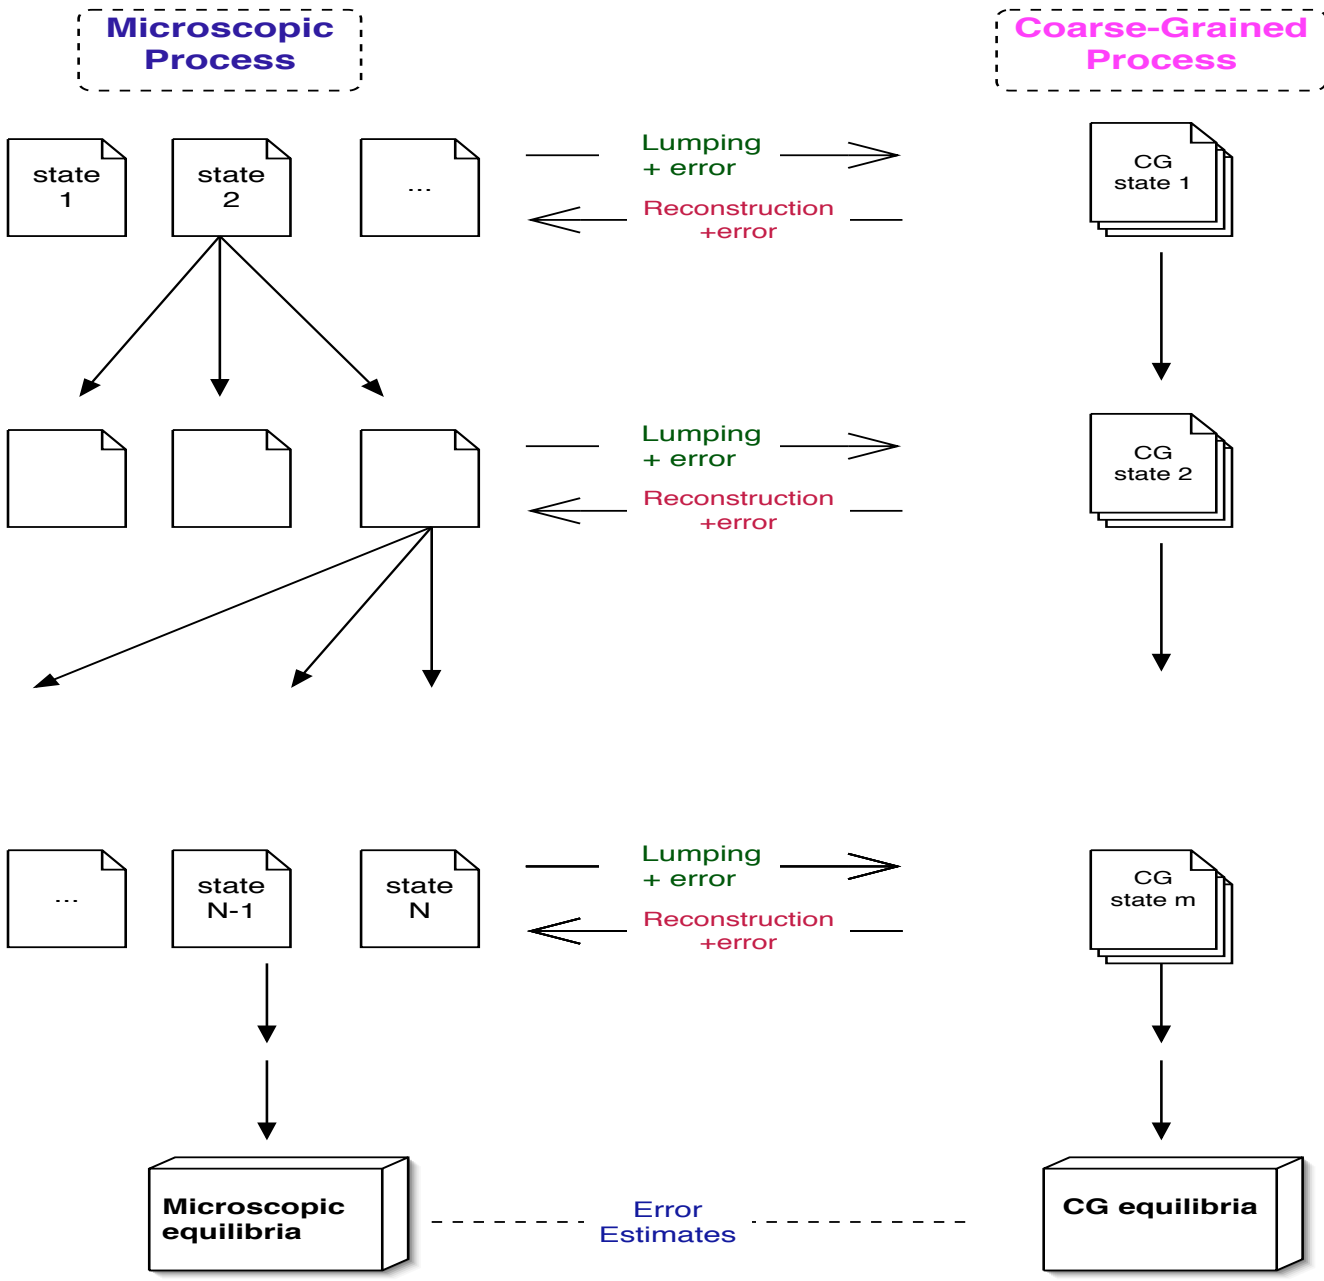 Microscopic
Process
Coarse-Grained
Process
state
1
state
2
...
Lumping
+ error
Reconstruction
+error
CG
state 1
Lumping
+ error
Reconstruction
+error
CG
state 2
...
state
N-1
state
N
Lumping
+ error
Reconstruction
+error
CG
state m
Microscopic
equilibria
Error
Estimates
CG equilibria